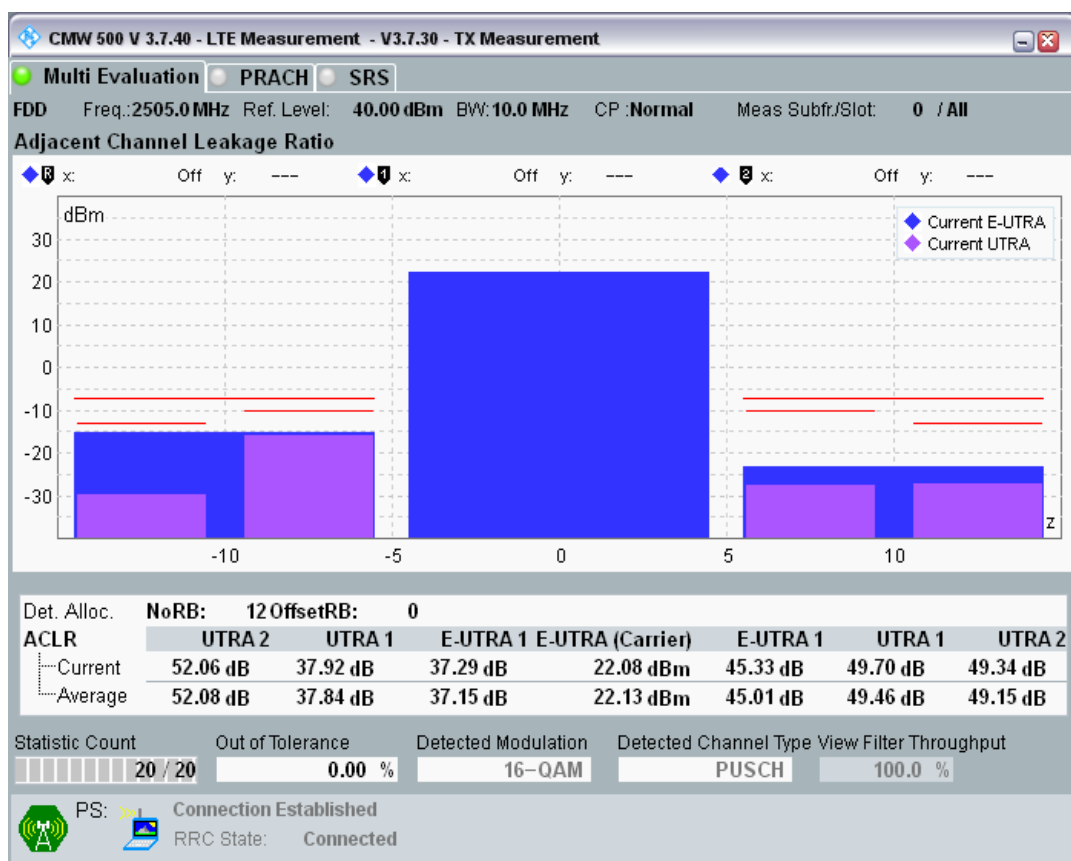 CMW 500 V 3.7.40 - LTE Measurement - V3.7.30 - TX Measurement
Multi Evaluation PRACH SRS
FDD Freq.:2505.0 MHz Ref. Level: 40.00 dBm BW:10.0 MHz CP :Normal Meas Subfr./Slot: 0 / All
Adjacent Channel Leakage Ratio
R x: Off y: --- 1 x: Off y: --- 2 x: Off y: ---
dBm
Current E-UTRA
Current UTRA
30
20
10
0
-10
-20
-30
z
-10 -5 0 5 10
Det. Alloc. NoRB: 12 OffsetRB: 0
ACLR UTRA 2 UTRA 1 E-UTRA 1 E-UTRA (Carrier) E-UTRA 1 UTRA 1 UTRA 2
Current 52.06 dB 37.92 dB 37.29 dB 22.08 dBm 45.33 dB 49.70 dB 49.34 dB
Average 52.08 dB 37.84 dB 37.15 dB 22.13 dBm 45.01 dB 49.46 dB 49.15 dB
Statistic Count Out of Tolerance Detected Modulation Detected Channel Type View Filter Throughput
20 / 20 0.00 % 16-QAM PUSCH 100.0 %
PS: Connection Established
RRC State: Connected